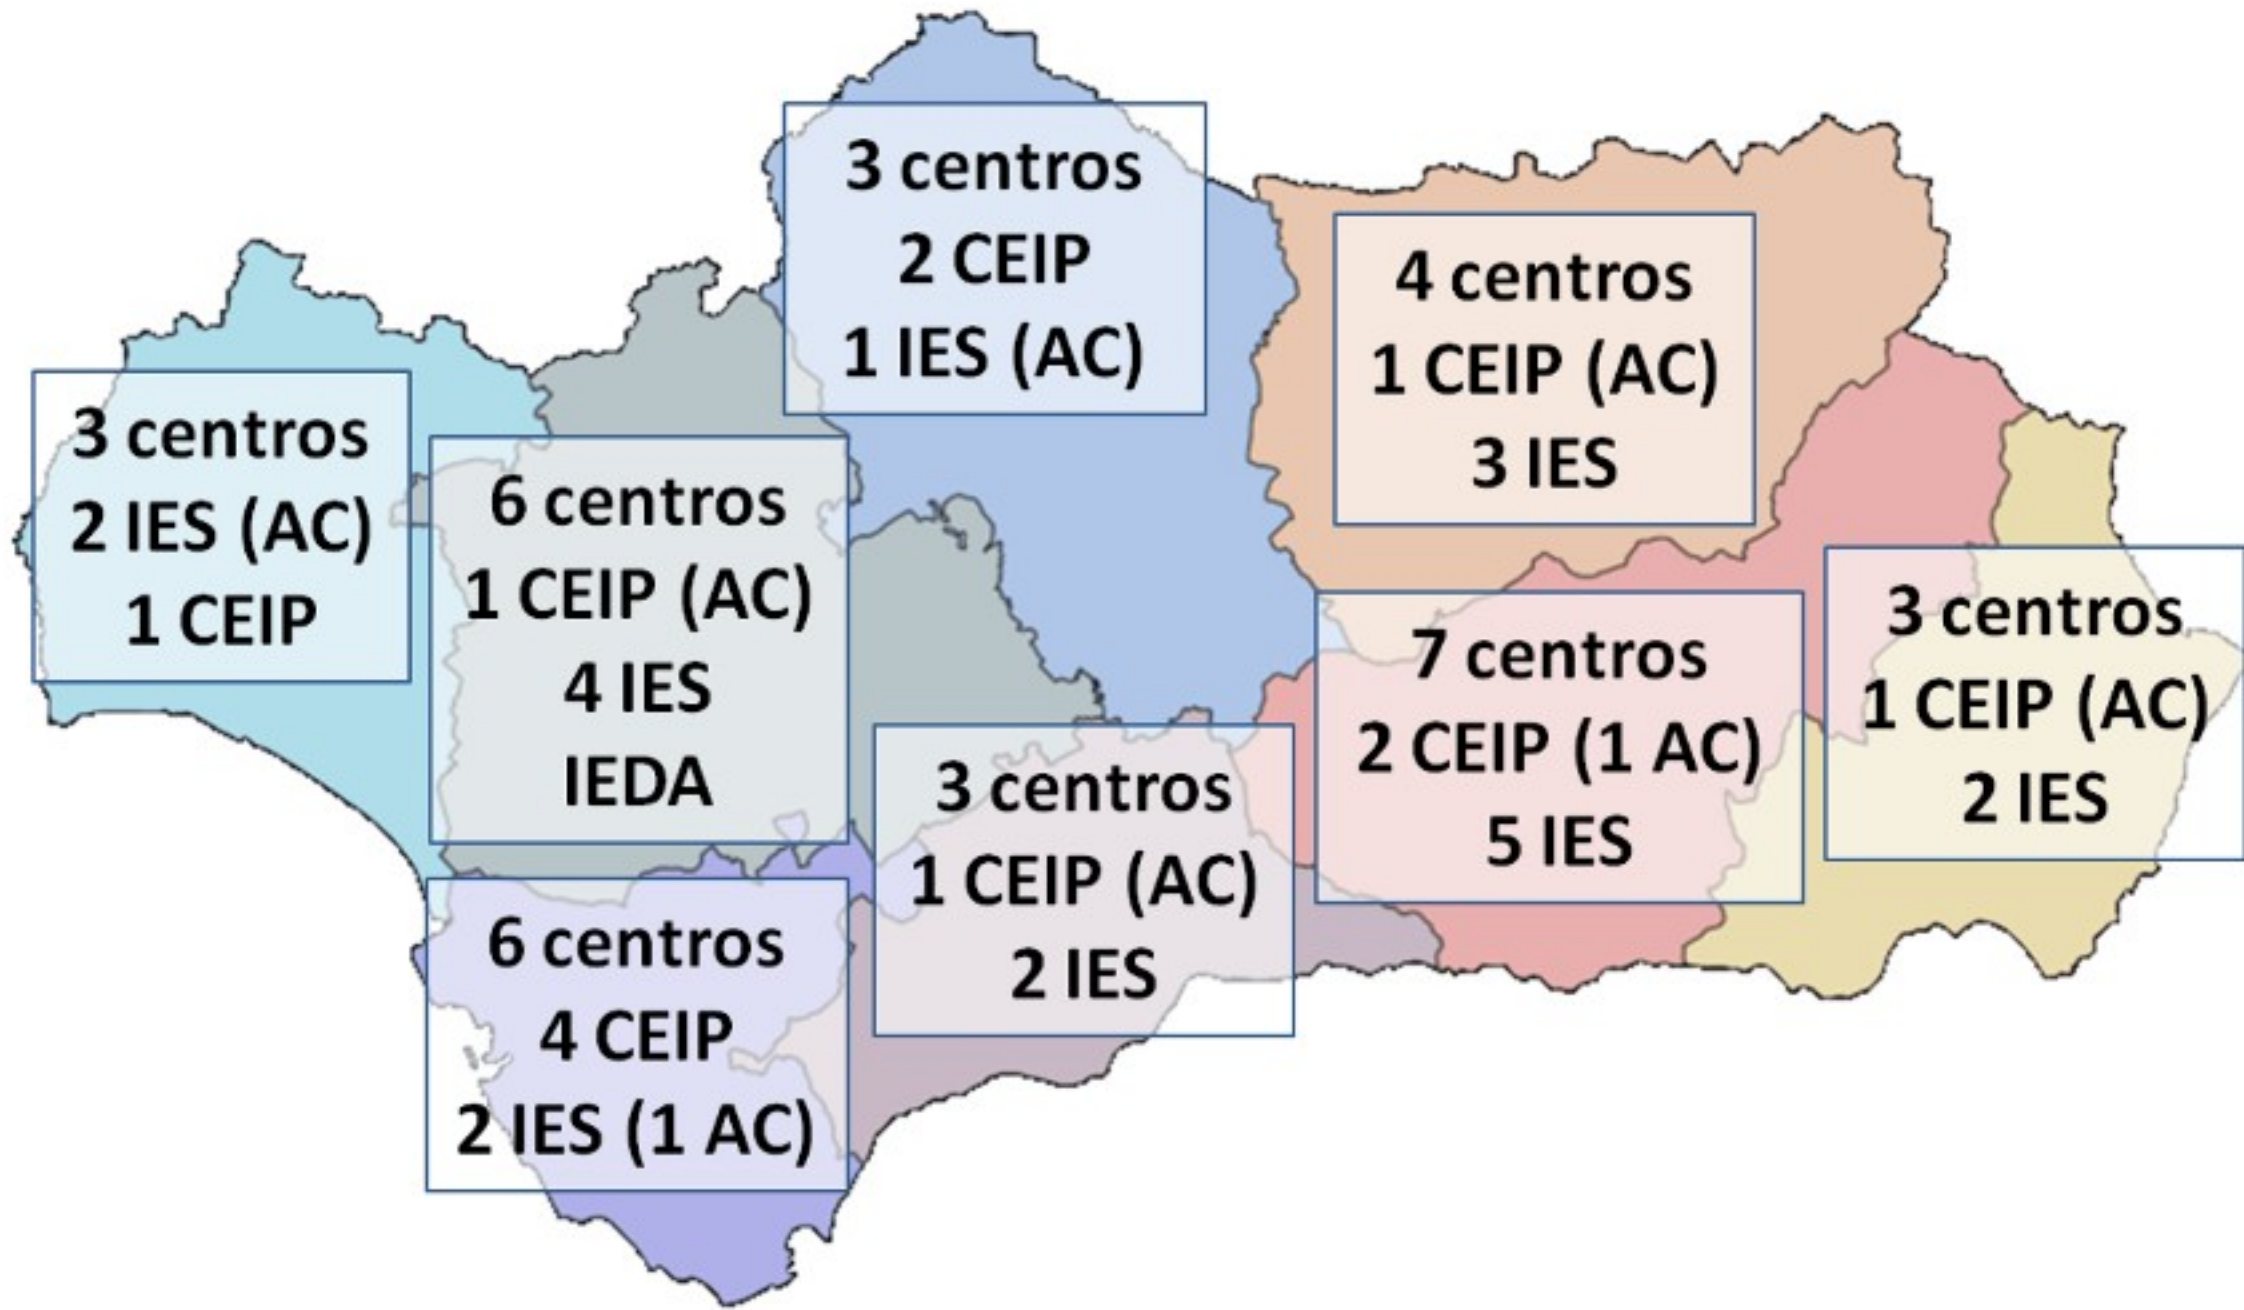 3 centros
2 CEIP
1 IES (AC)
4 centros
1 CEIP (AC)
3 IES
3 centros
2 IES (AC)
1 CEIP
6 centros
1 CEIP (AC)
4 IES
IEDA
3 centros
1 CEIP (AC)
2 IES
7 centros
2 CEIP (1 AC)
5 IES
3 centros
1 CEIP (AC)
2 IES
6 centros
4 CEIP
2 IES (1 AC)